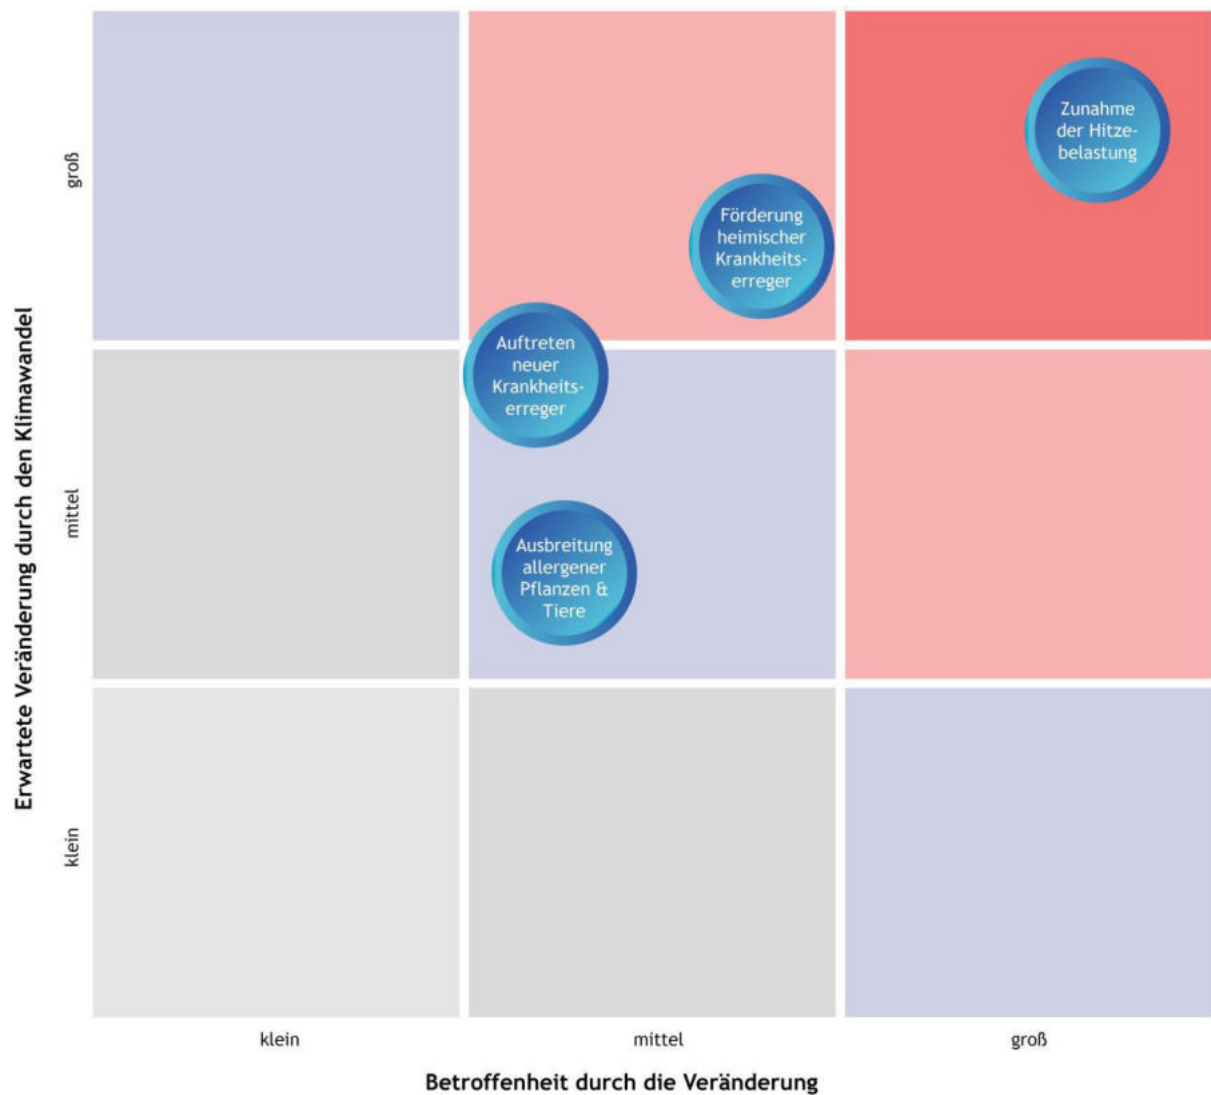 Erwartete Veränderung durch den Klimawandel
groß
mittel
klein
Zunahme
der Hitze-
belastung
Förderung
heimischer
Krankheits-
erreger
Auftreten
neuer
Krankheits-
erreger
Ausbreitung
allergener
Pflanzen &
Tiere
klein
mittel
groß
Betroffenheit durch die Veränderung